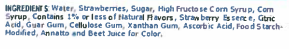 INGREDIENTS: Water, Strawberries, Sugar, High Fructose Corn Syrup, Corn
Syrup, Contains 1% or less of Natural Flavors, Strawberry Essence, Citric
Acid, Guar Gum, Cellulose Gum, Xanthan Gum, Ascorbic Acid, Food Starch-
Modified, Annatto and Beet Juice for Color.